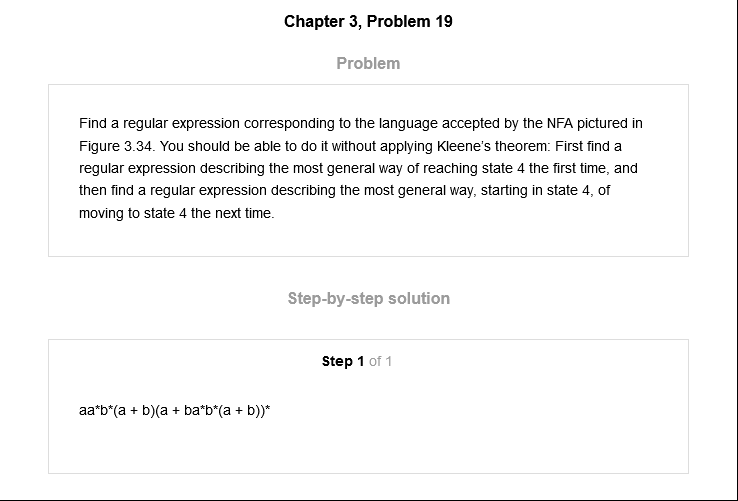 Chapter 3, Problem 19
Problem
Find a regular expression corresponding to the language accepted by the NFA pictured in
Figure 3.34. You should be able to do it without applying Kleene's theorem: First find a
regular expression describing the most general way of reaching state 4 the first time, and
then find a regular expression describing the most general way, starting in state 4, of
moving to state 4 the next time.
Step-by-step solution
Step 1 of 1
aa*b*(a + b)(a + ba*b*(a + b))*